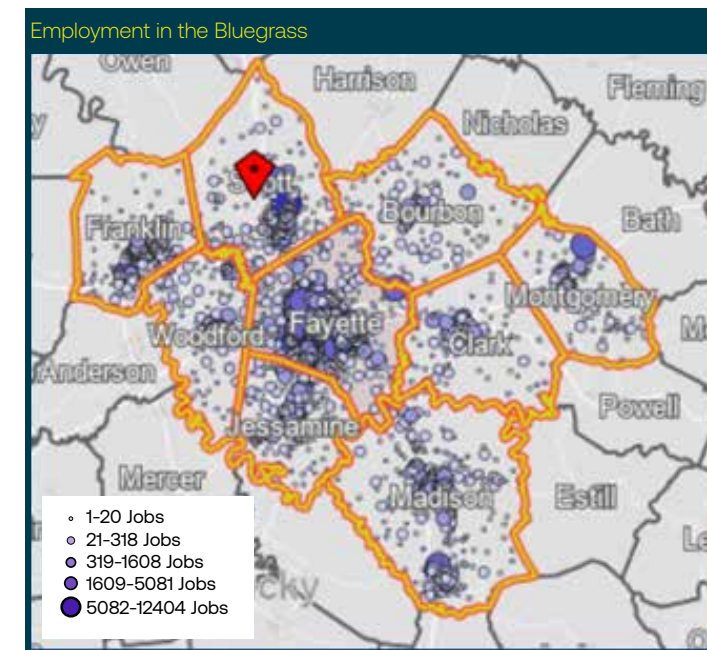 Employment in the Bluegrass
Owen
Harrison
Fleming
Nicholas
Scott
Bourbon
Bath
Franklin
Montgomery
Fayette
Woodford
Clark
Anderson
Powell
Jessamine
Mercer
Madison
Estill
1-20 Jobs
21-318 Jobs
319-1608 Jobs
1609-5081 Jobs
5082-12404 Jobs
cky